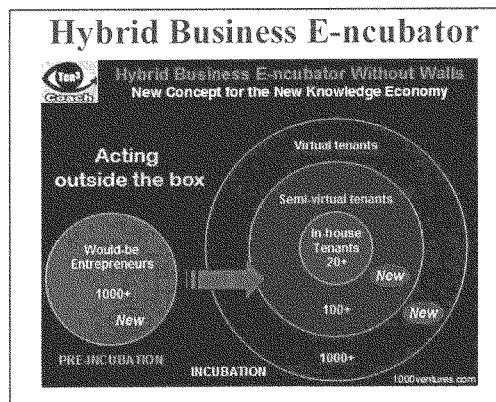 Hybrid Business E-ncubator
Ten3
Coach
Hybrid Business E-ncubator Without Walls
New Concept for the New Knowledge Economy
Acting
outside the box
Virtual tenants
Semi-virtual tenants
In-house
Tenants
20+
Would-be
Entrepreneurs
1000+
New
New
100+
New
PRE-INCUBATION
INCUBATION
1000+
1000ventures.com